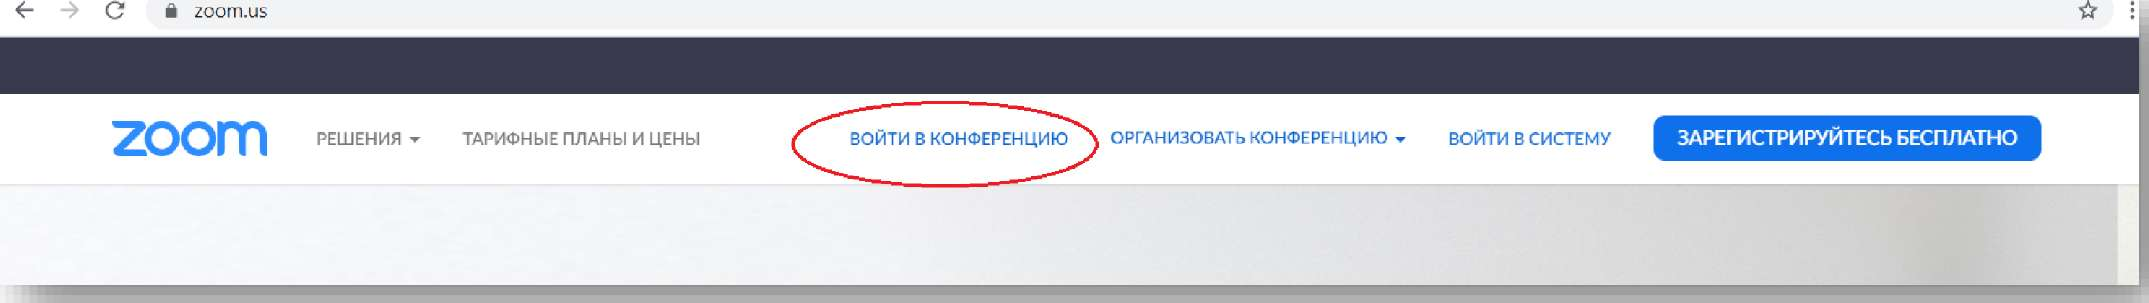 zoom.us
zoom РЕШЕНИЯ ТАРИФНЫЕ ПЛАНЫ И ЦЕНЫ ВОЙТИ В КОНФЕРЕНЦИЮ ОРГАНИЗОВАТЬ КОНФЕРЕНЦИЮ ВОЙТИ В СИСТЕМУ ЗАРЕГИСТРИРУЙТЕСЬ БЕСПЛАТНО